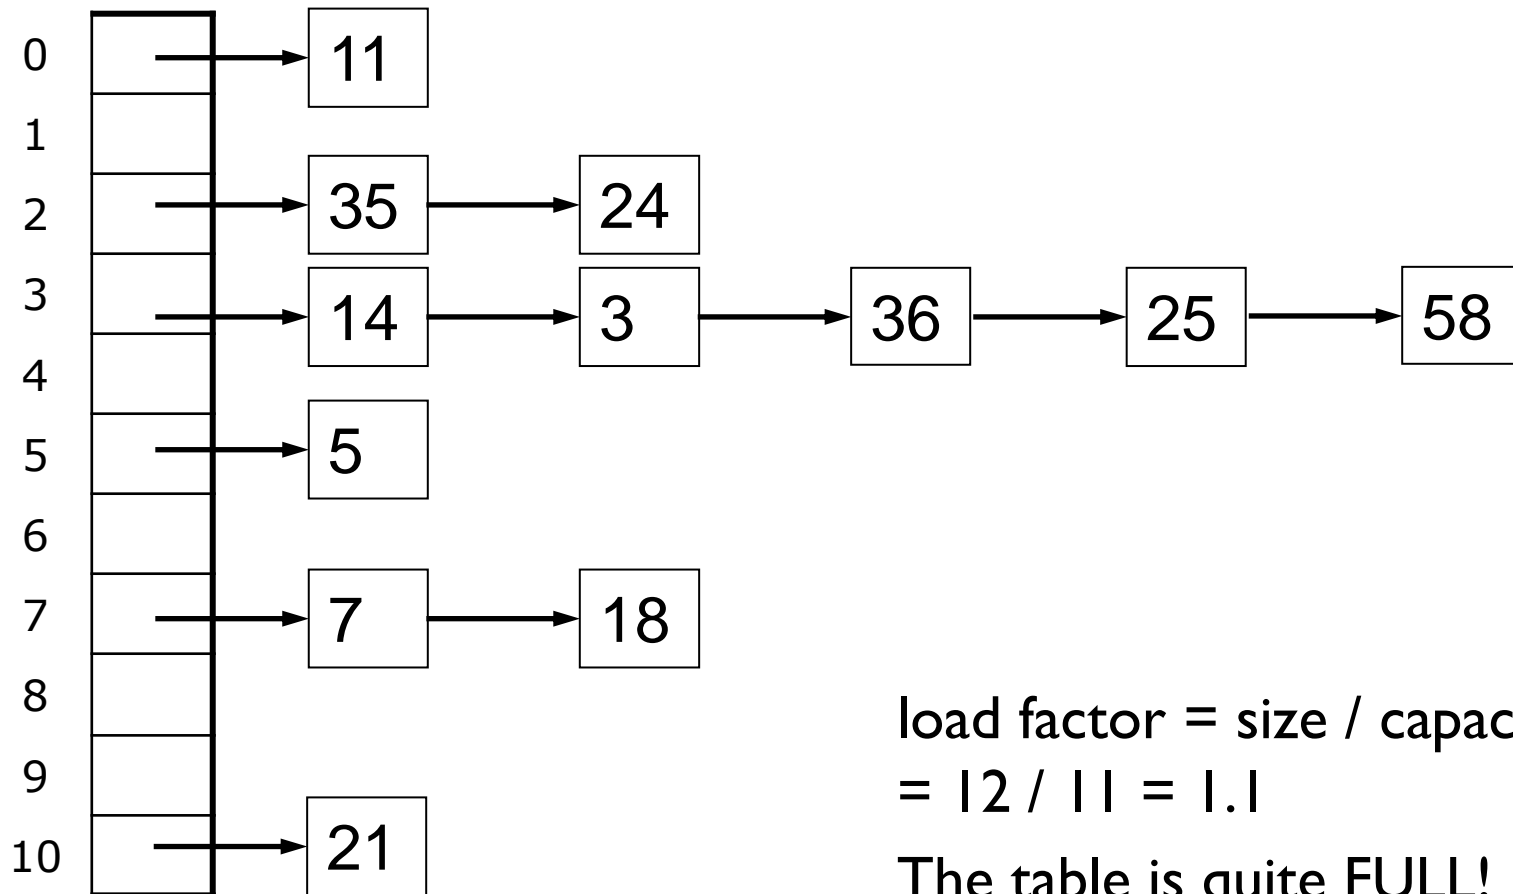 0 11
1
2 35 24
3 14 3 36 25 58
4
5 5
6
7 7 18
8
9
10 21
load factor = size / capac
= 12 / 11 = 1.1
The table is quite FULL!